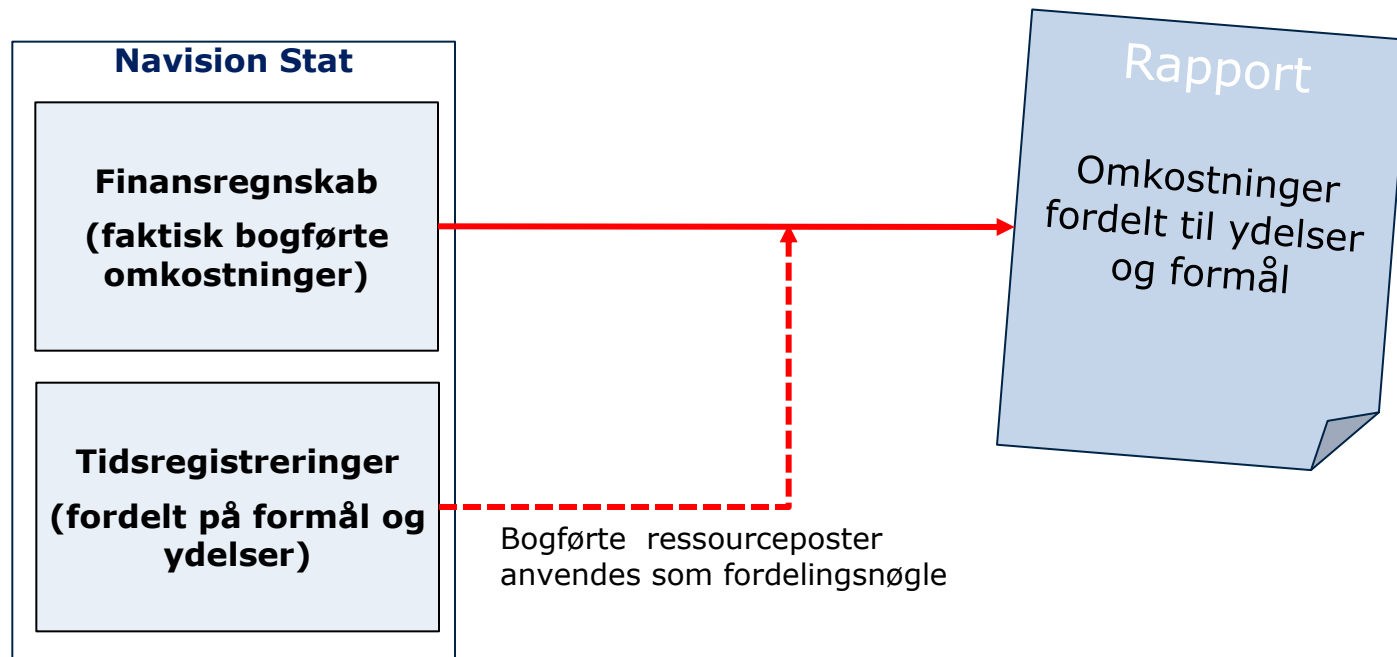 Navision Stat
Finansregnskab
(faktisk bogførte
omkostninger)
Tidsregistreringer
(fordelt på formål og
ydelser)
Bogførte ressourceposter
anvendes som fordelingsnøgle
Rapport
Omkostninger
fordelt til ydelser
og formål